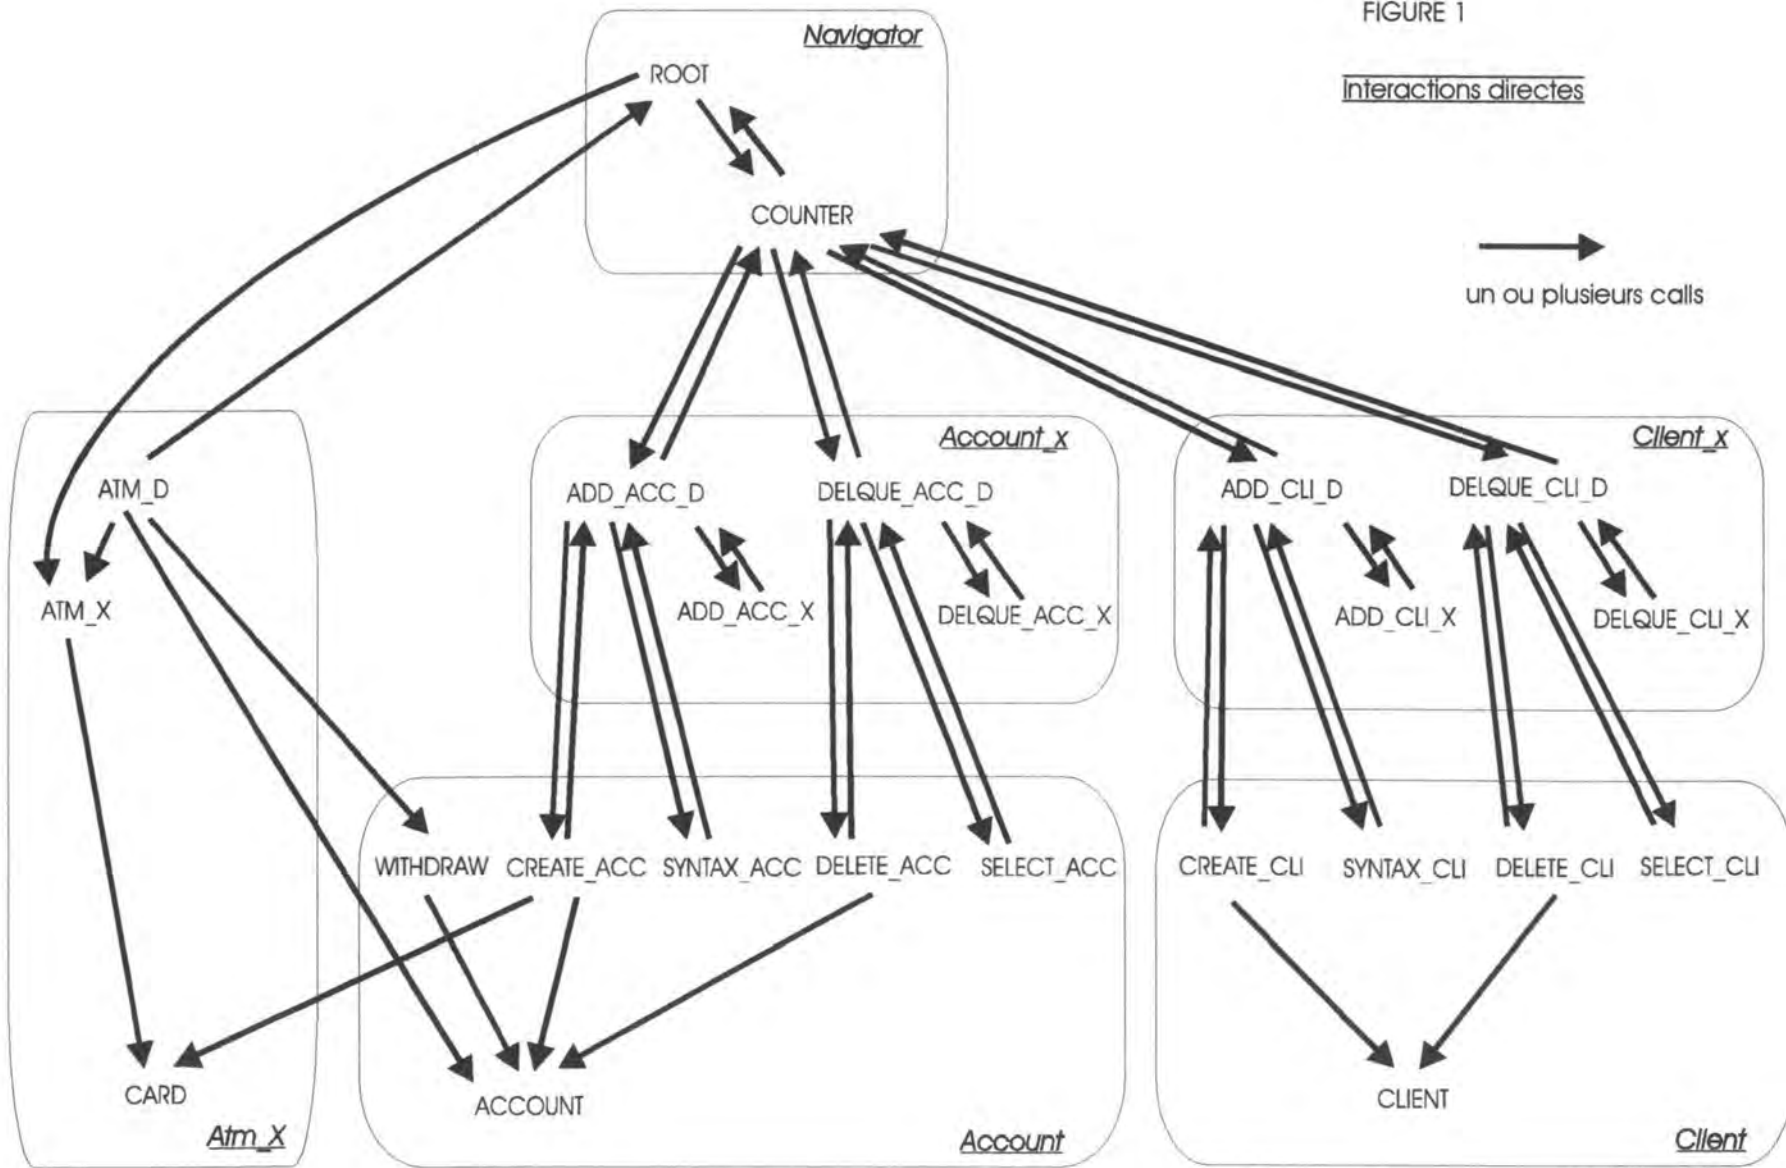 FIGURE 1
Navigator
ROOT
Interactions directes
COUNTER
un ou plusieurs calls
Account_x
Client_x
ATM_D
ADD_ACC_D
DELQUE_ACC_D
ADD_CLI_D
DELQUE_CLI_D
ATM_X
ADD_ACC_X
DELQUE_ACC_X
ADD_CLI_X
DELQUE_CLI_X
WITHDRAW
CREATE_ACC
SYNTAX_ACC
DELETE_ACC
SELECT_ACC
CREATE_CLI
SYNTAX_CLI
DELETE_CLI
SELECT_CLI
CARD
ACCOUNT
CLIENT
Atm_X
Account
Client